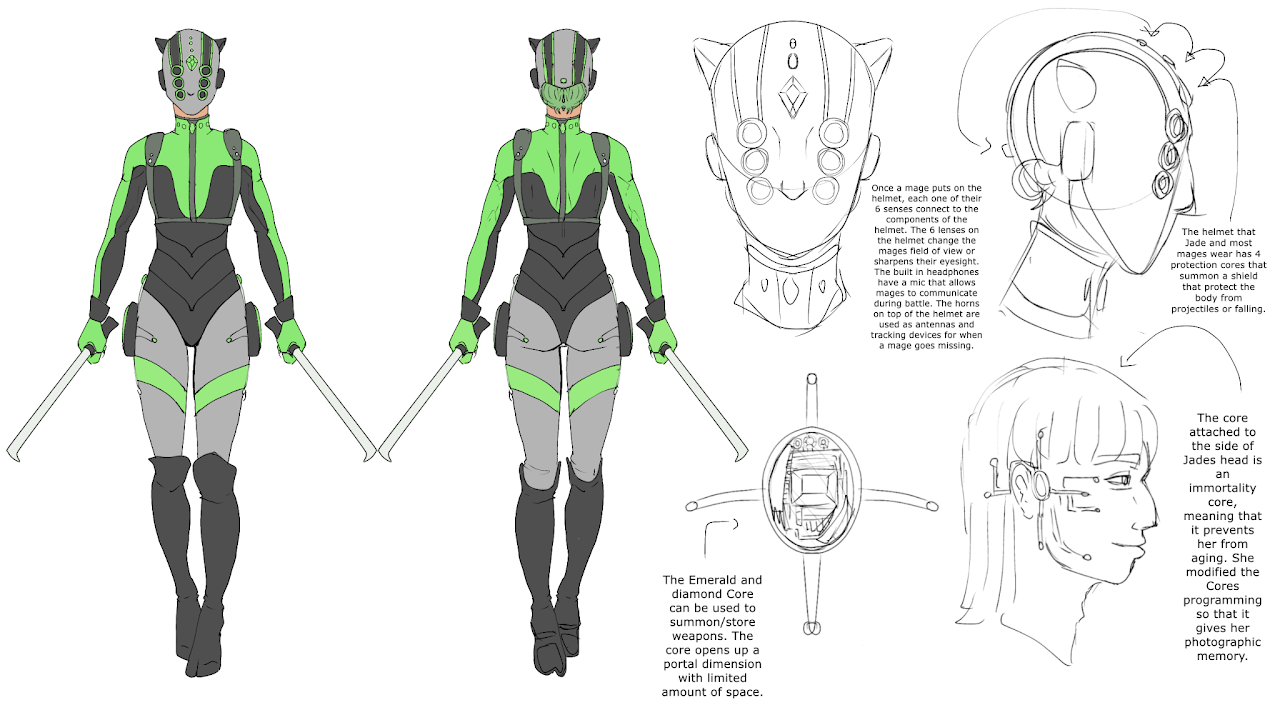 Once a mage puts on the
helmet, each one of their
6 senses connect to the
components of the
helmet. The 6 lenses on
the helmet change the
mages field of view or
sharpens their eyesight.
The built in headphones
have a mic that allows
mages to communicate
during battle. The horns
on top of the helmet are
used as antennas and
tracking devices for when
a mage goes missing.
The helmet that
Jade and most
mages wear has 4
protection cores that
summon a shield
that protect the
body from
projectiles or falling.
The Emerald and
diamond Core
can be used to
summon/store
weapons. The
core opens up a
portal dimension
with limited
amount of space.
The core
attached to
the side of
Jades head is
an
immortality
core,
meaning that
it prevents
her from
aging. She
modified the
Cores
programming
so that it
gives her
photographic
memory.